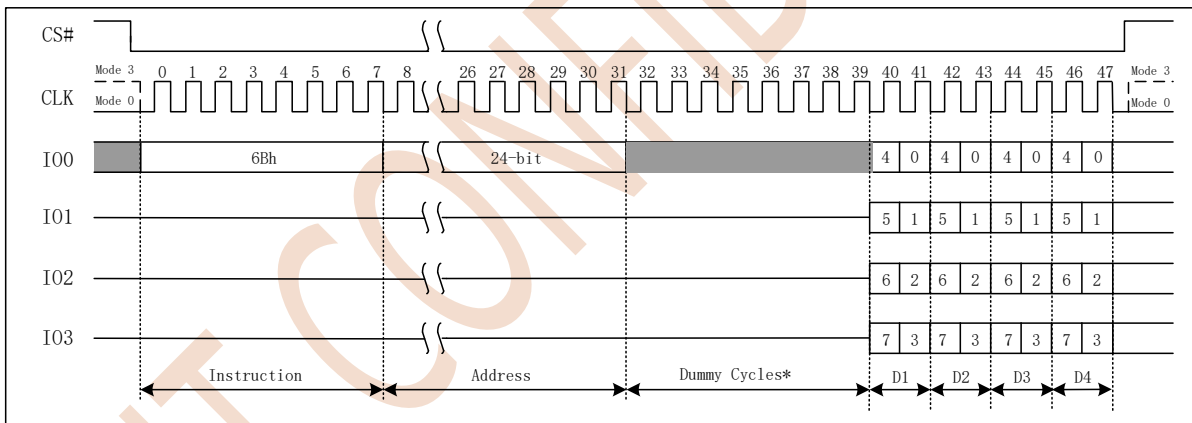 CS#
Mode 3 0 1 2 3 4 5 6 7 8 26 27 28 29 30 31 32 33 34 35 36 37 38 39 40 41 42 43 44 45 46 47 Mode 3
CLK
Mode 0 Mode 0
IO0 6Bh 24-bit 4 0 4 0 4 0 4 0
IO1 5 1 5 1 5 1 5 1
IO2 6 2 6 2 6 2 6 2
IO3 7 3 7 3 7 3 7 3
Instruction Address Dummy Cycles* D1 D2 D3 D4